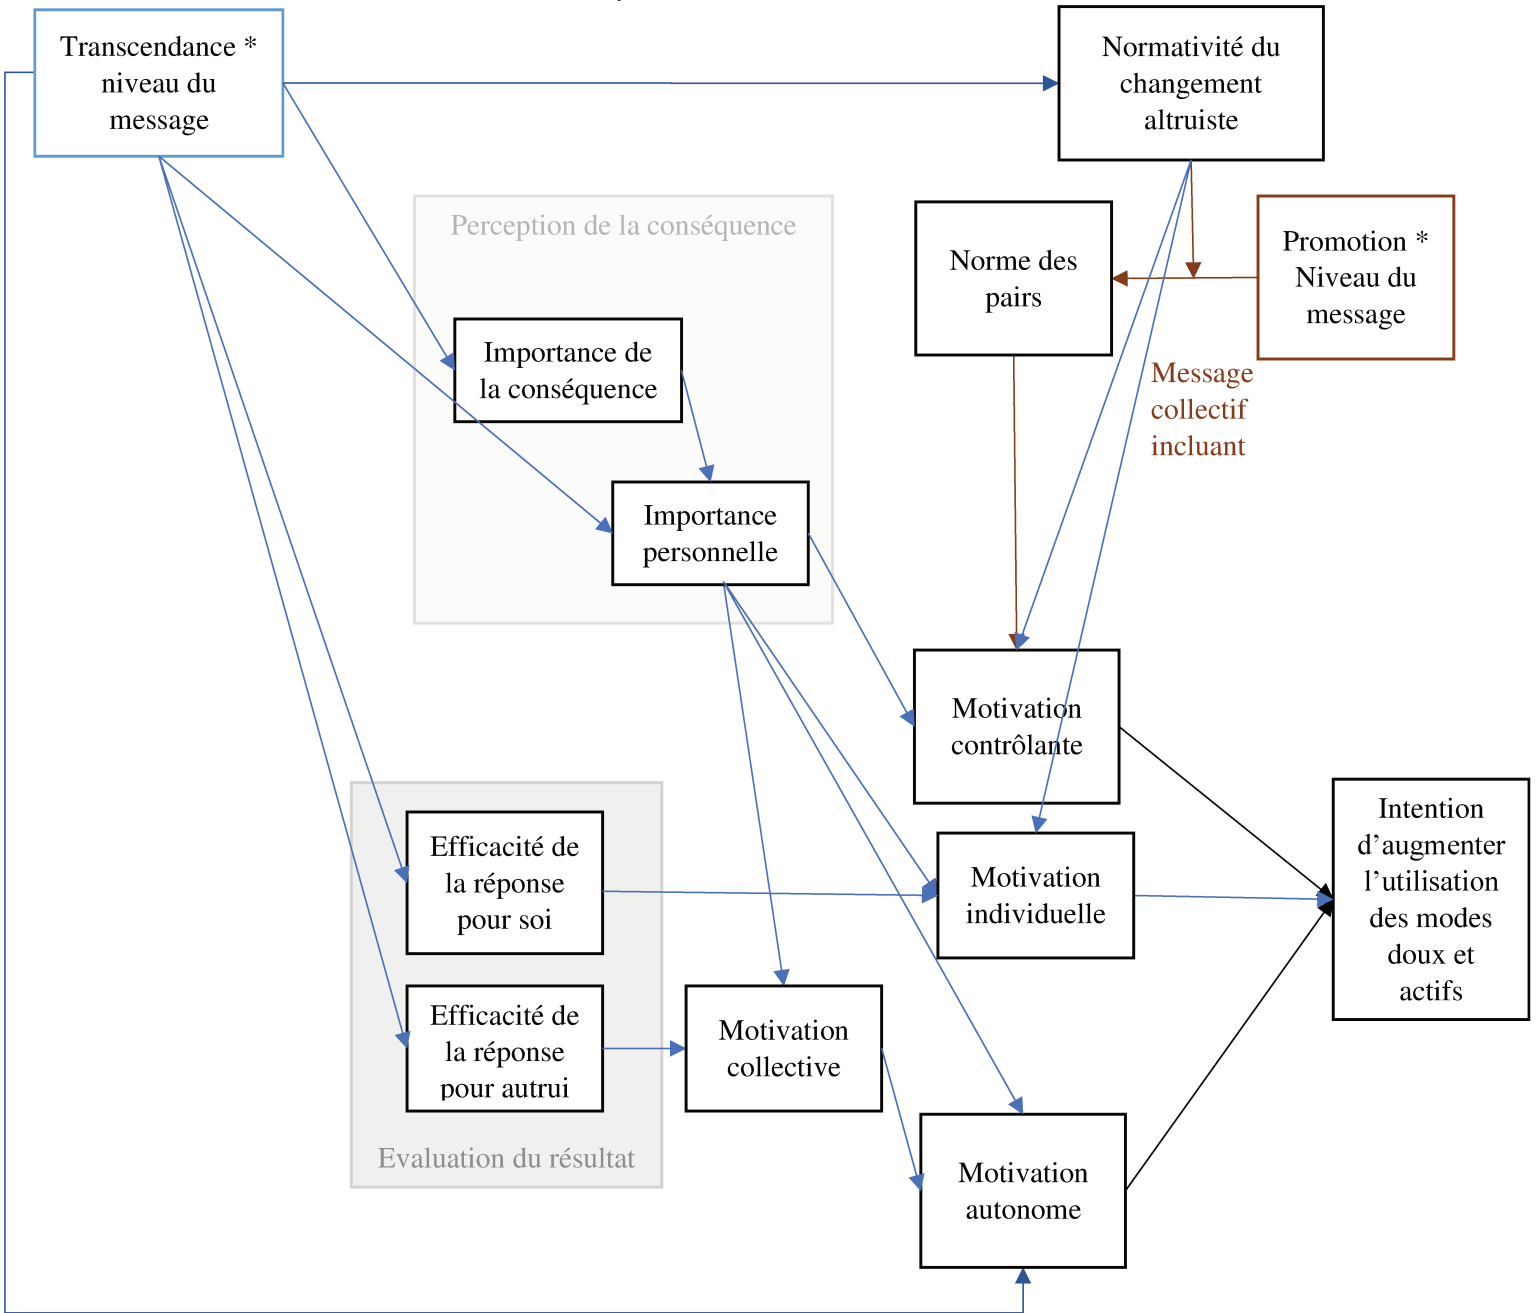 Transcendance *
niveau du
message
Normativité du
changement
altruiste
Perception de la conséquence
Norme des
pairs
Promotion *
Niveau du
message
Importance de
la conséquence
Message
collectif
incluant
Importance
personnelle
Motivation
contrôlante
Efficacité de
la réponse
pour soi
Motivation
individuelle
Intention
d’augmenter
l’utilisation
des modes
doux et
actifs
Efficacité de
la réponse
pour autrui
Motivation
collective
Evaluation du résultat
Motivation
autonome